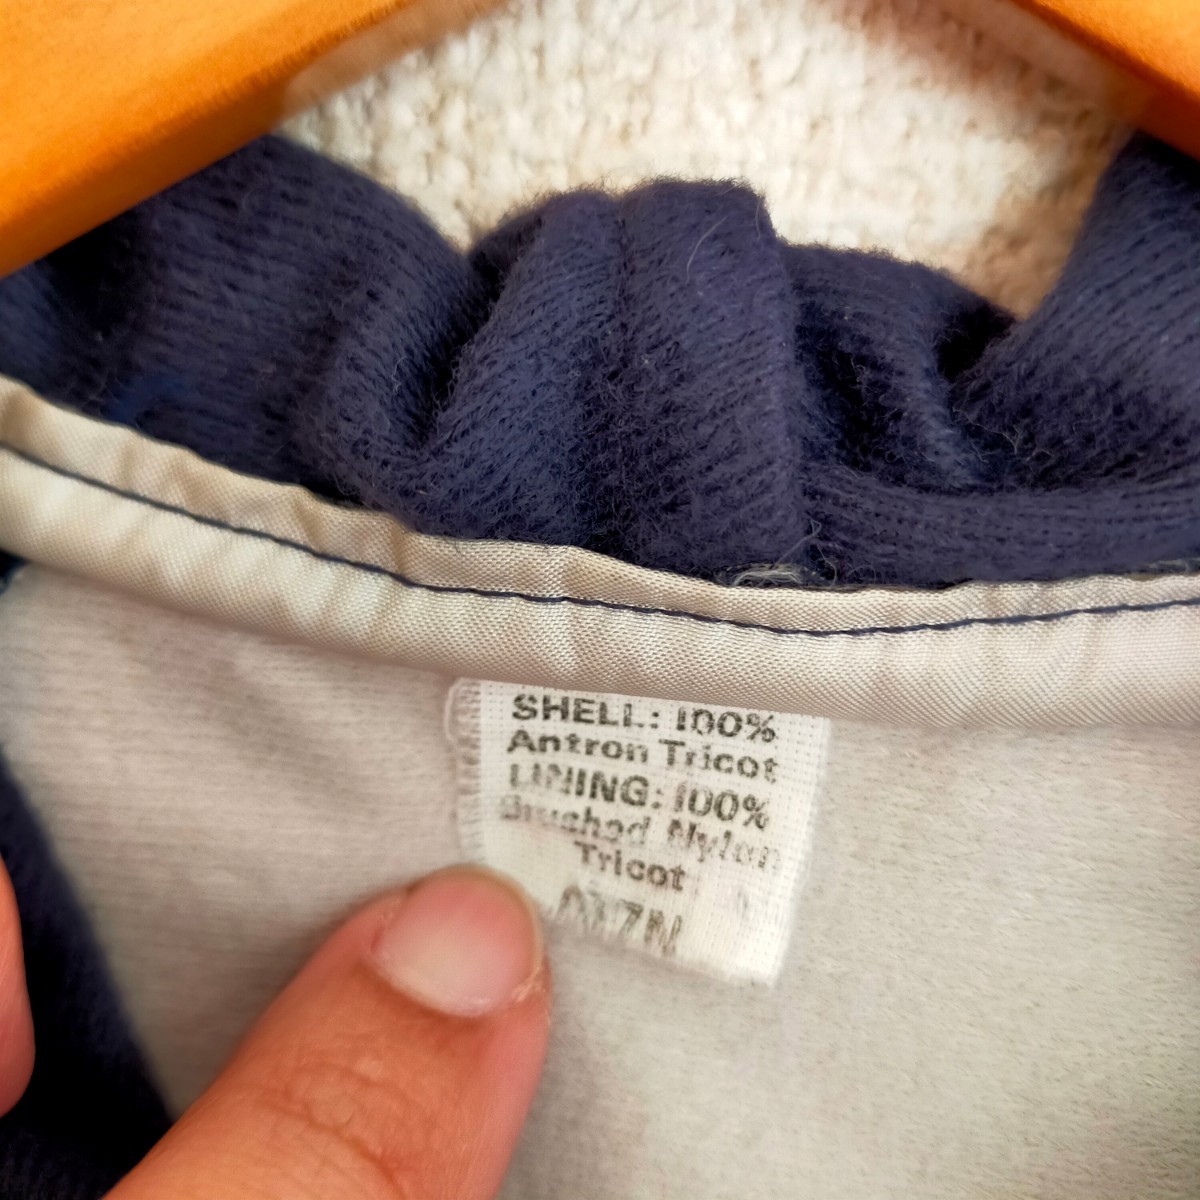 SHELL: 100%
Antron Tricot
LINING: 100%
Brushed Nylon
Tricot